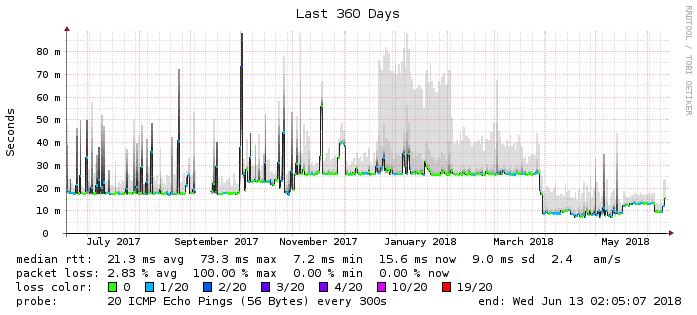 Last 360 Days
RRDTOOL / TOBI OETIKER
Seconds
80 m
70 m
60 m
50 m
40 m
30 m
20 m
10 m
0
July 2017 September 2017 November 2017 January 2018 March 2018 May 2018
median rtt: 21.3 ms avg 73.3 ms max 7.2 ms min 15.6 ms now 9.0 ms sd 2.4 am/s
packet loss: 2.83 % avg 100.00 % max 0.00 % min 0.00 % now
loss color: 0 1/20 2/20 3/20 4/20 10/20 19/20
probe: 20 ICMP Echo Pings (56 Bytes) every 300s end: Wed Jun 13 02:05:07 2018